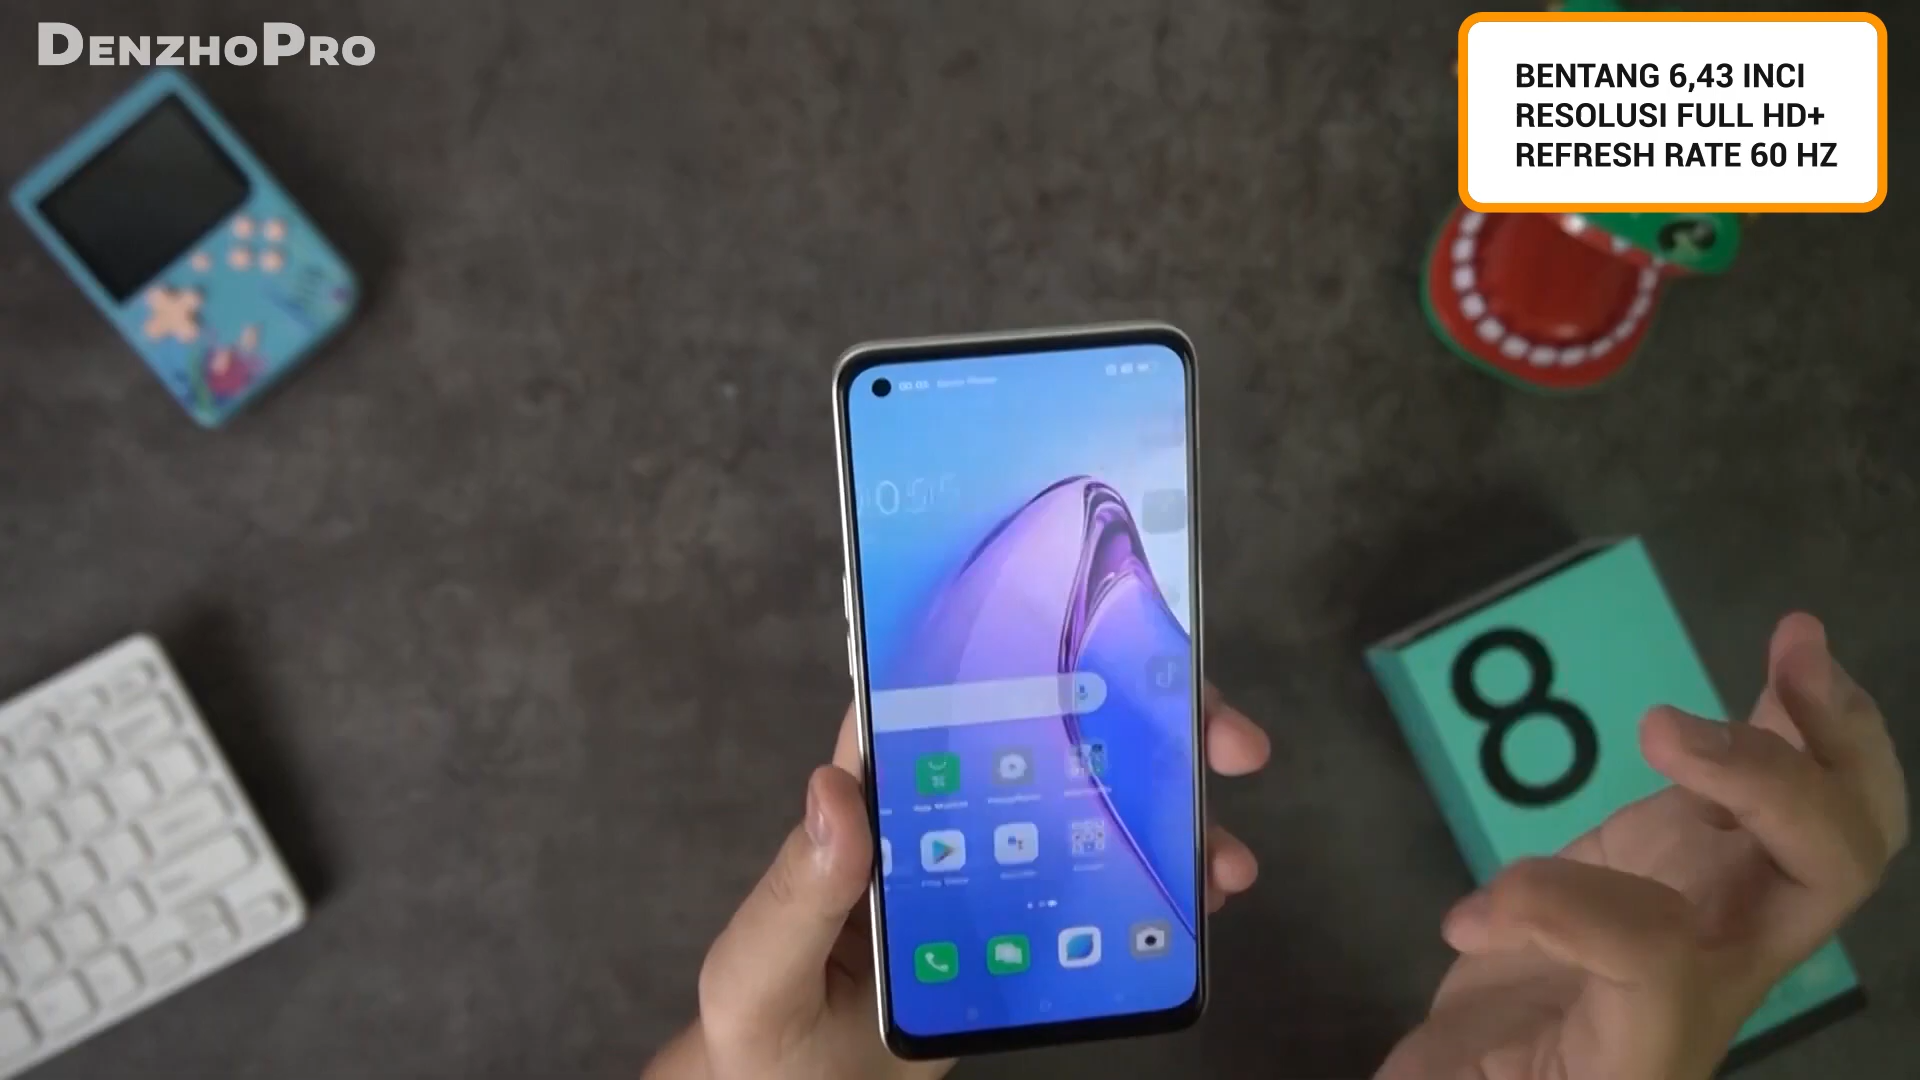 DENZHOPRO
BENTANG 6,43 INCI
RESOLUSI FULL HD+
REFRESH RATE 60 HZ
8